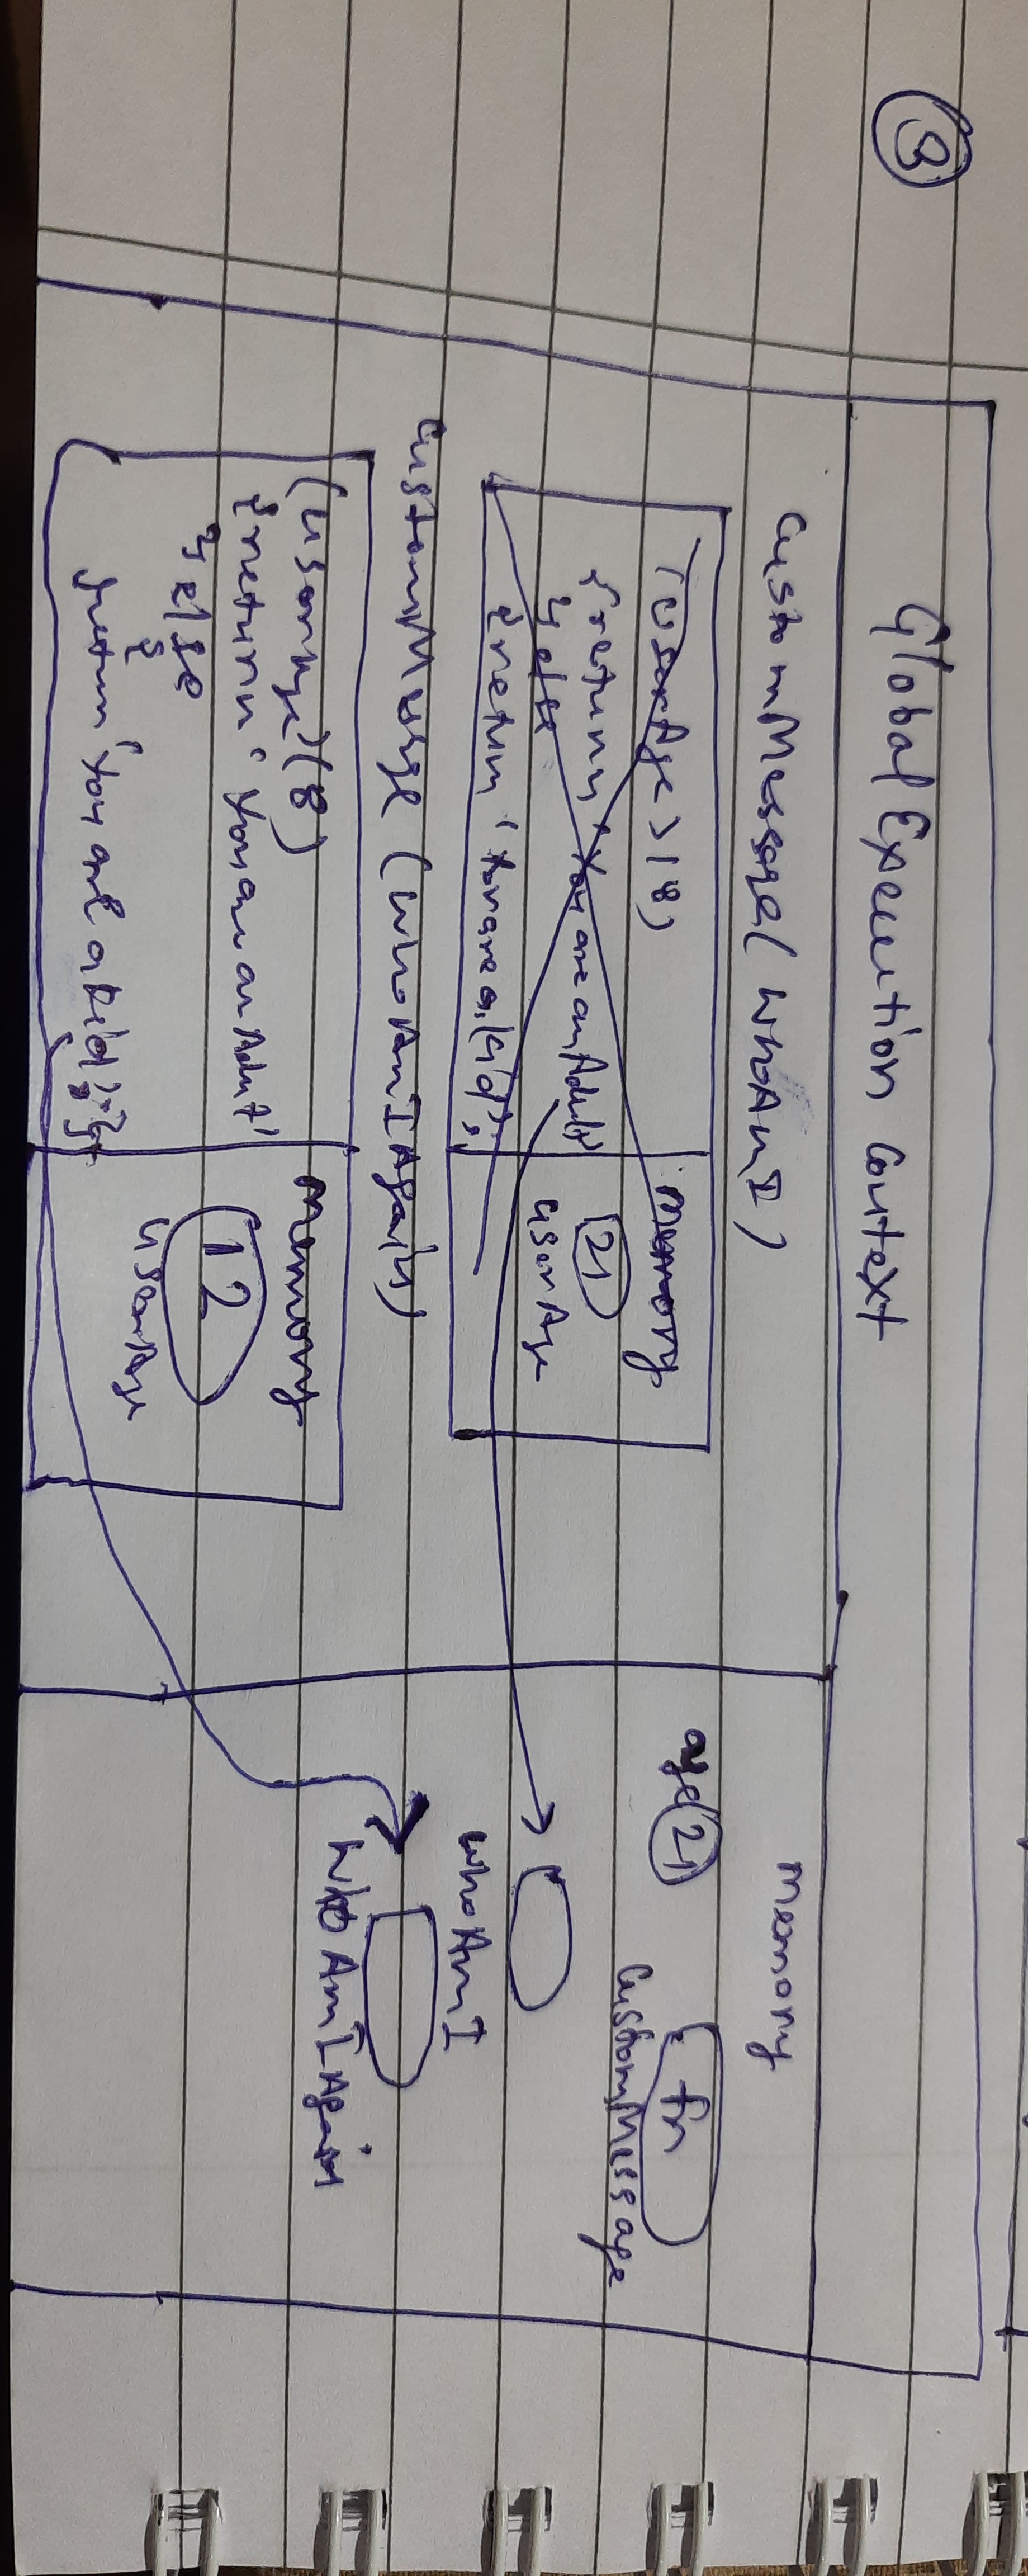 9
Global Execution Context
Memory
customMessage( whoAmI )
age 21
fn
customMessage
(userAge > 18)
{ return 'You are an Adult'
} else
{ return 'You are a kid';
Memory
21
userAge
whoAmI
customMessage (whoAmIAgain)
whoAmIAgain
(userAge > 18)
{ return 'You are an Adult'
} else
{
return 'You are a kid'; }
Memory
12
userAge